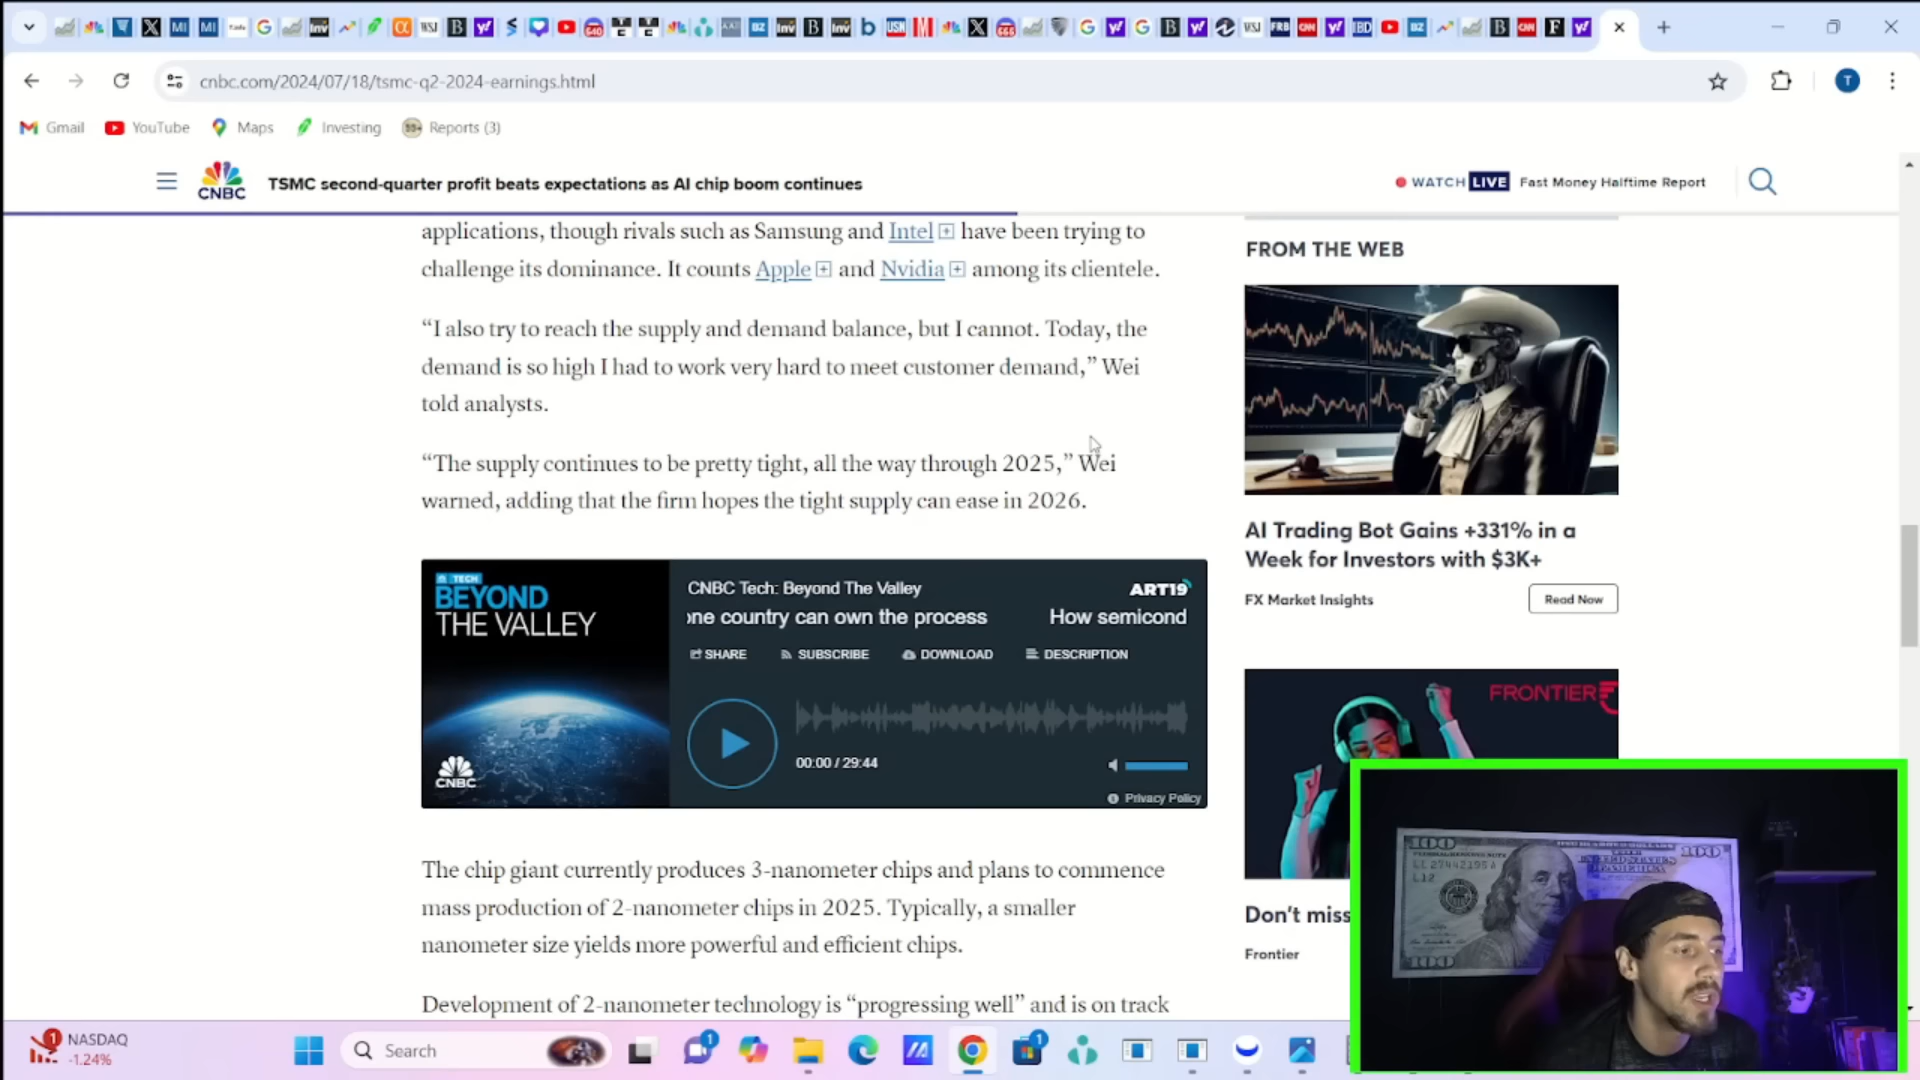 cnbc.com/2024/07/18/tsmc-q2-2024-earnings.html
T
Gmail
YouTube
Maps
Investing
Reports (3)
CNBC
TSMC second-quarter profit beats expectations as AI chip boom continues
WATCH LIVE Fast Money Halftime Report
applications, though rivals such as Samsung and Intel have been trying to
challenge its dominance. It counts Apple and Nvidia among its clientele.
“I also try to reach the supply and demand balance, but I cannot. Today, the
demand is so high I had to work very hard to meet customer demand,” Wei
told analysts.
“The supply continues to be pretty tight, all the way through 2025,” Wei
warned, adding that the firm hopes the tight supply can ease in 2026.
TECH
BEYOND
THE VALLEY
CNBC
CNBC Tech: Beyond The Valley
ART19
one country can own the process
How semicond
SHARE
SUBSCRIBE
DOWNLOAD
DESCRIPTION
00:00 / 29:44
Privacy Policy
The chip giant currently produces 3-nanometer chips and plans to commence
mass production of 2-nanometer chips in 2025. Typically, a smaller
nanometer size yields more powerful and efficient chips.
Development of 2-nanometer technology is “progressing well” and is on track
FROM THE WEB
AI Trading Bot Gains +331% in a
Week for Investors with $3K+
FX Market Insights
Read Now
FRONTIER
Don’t miss
Frontier
100
100
100
NASDAQ
-1.24%
Search